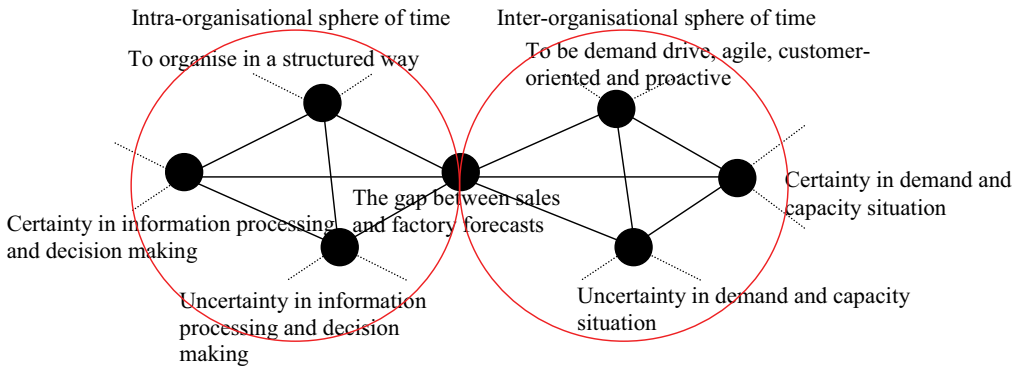 Intra-organisational sphere of time
Inter-organisational sphere of time
To organise in a structured way
To be demand drive, agile, customer-
oriented and proactive
The gap between sales
and factory forecasts
Certainty in information processing
and decision making
Certainty in demand and
capacity situation
Uncertainty in information
processing and decision
making
Uncertainty in demand and capacity
situation